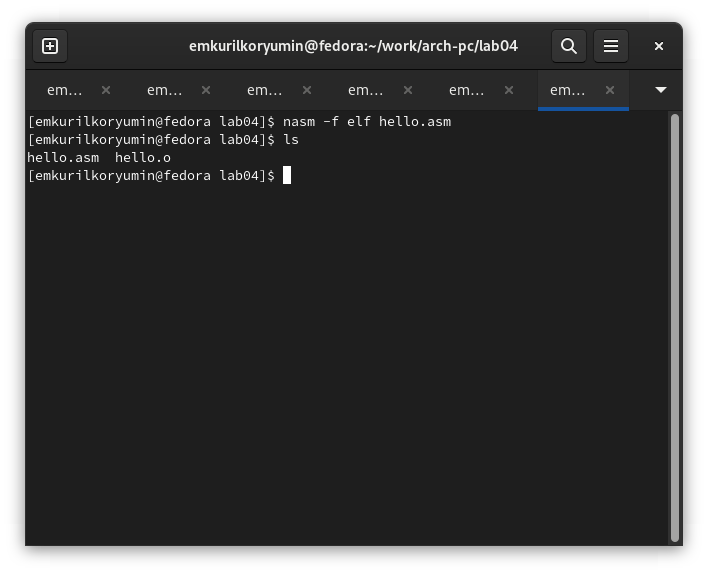 emkurilkoryumin@fedora:~/work/arch-pc/lab04
em... em... em... em... em... em...
[emkurilkoryumin@fedora lab04]$ nasm -f elf hello.asm
[emkurilkoryumin@fedora lab04]$ ls
hello.asm  hello.o
[emkurilkoryumin@fedora lab04]$